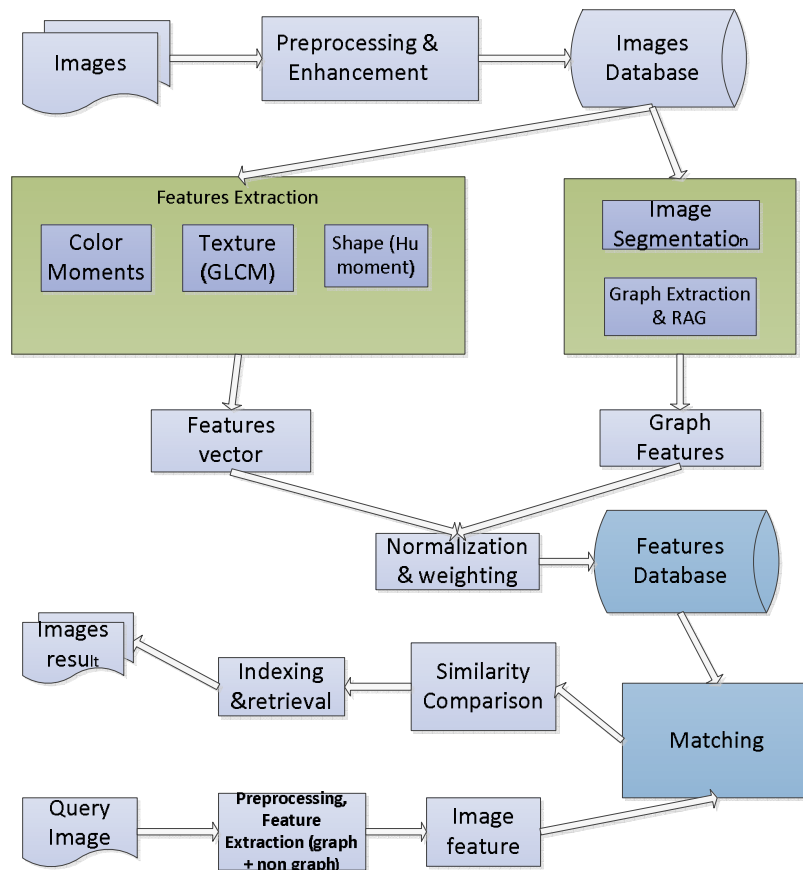 Images
Preprocessing &
Enhancement
Images
Database
Features Extraction
Color
Moments
Texture
(GLCM)
Shape (Hu
moment)
Image
Segmentation
Graph Extraction
& RAG
Features
vector
Graph
Features
Normalization
& weighting
Features
Database
Images
result
Indexing
&retrieval
Similarity
Comparison
Matching
Query
Image
Preprocessing,
Feature
Extraction (graph
+ non graph)
Image
feature